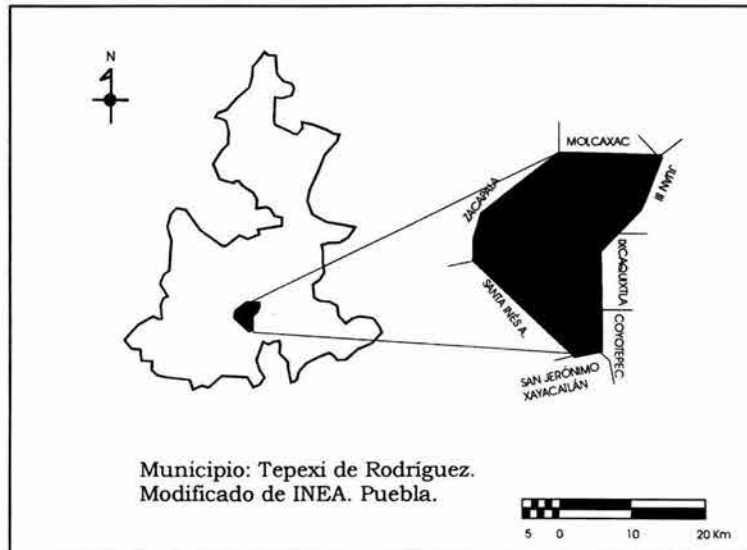 N
MOLCAXAC
ZACAPALA
JUAN III
IXCAQUIXTLA
SANTA INÉS A.
COYOTEPEC
SAN JERÓNIMO
XAYACATLÁN
Municipio: Tepexi de Rodríguez.
Modificado de INEA. Puebla.
5 0 10 20 Km